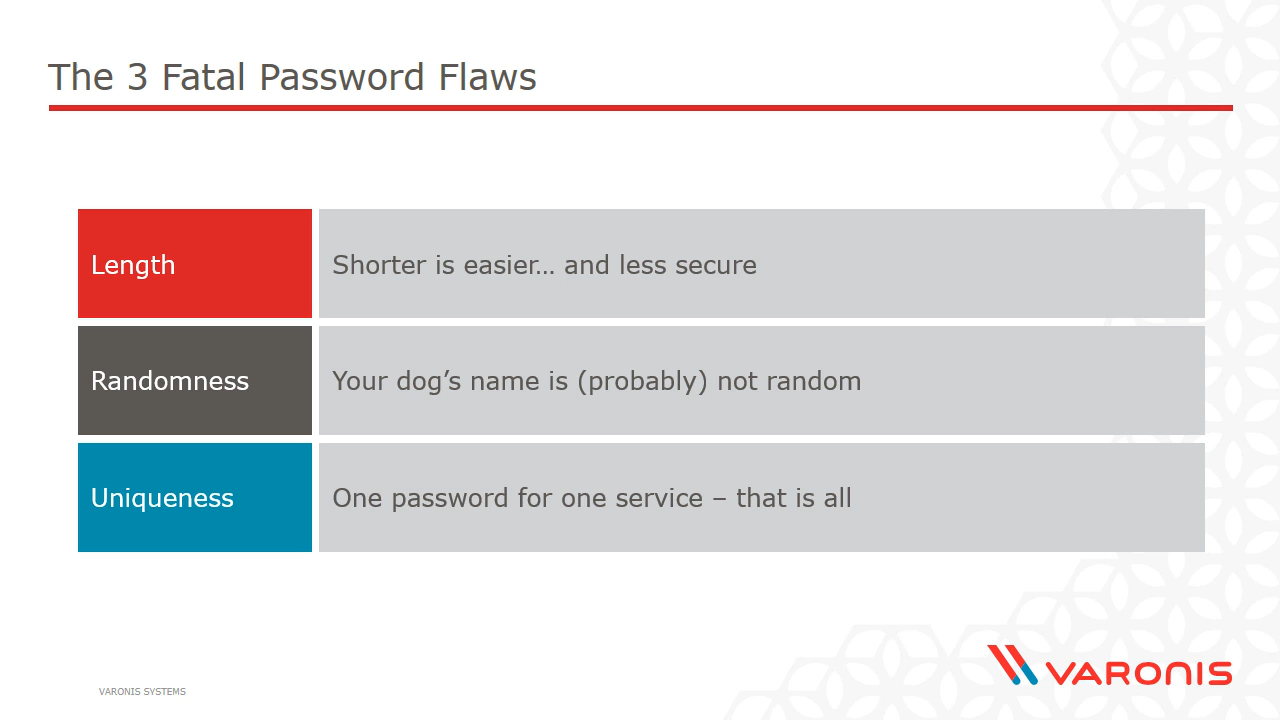 The 3 Fatal Password Flaws
Length
Shorter is easier… and less secure
Randomness
Your dog’s name is (probably) not random
Uniqueness
One password for one service – that is all
VARONIS SYSTEMS
VARONIS